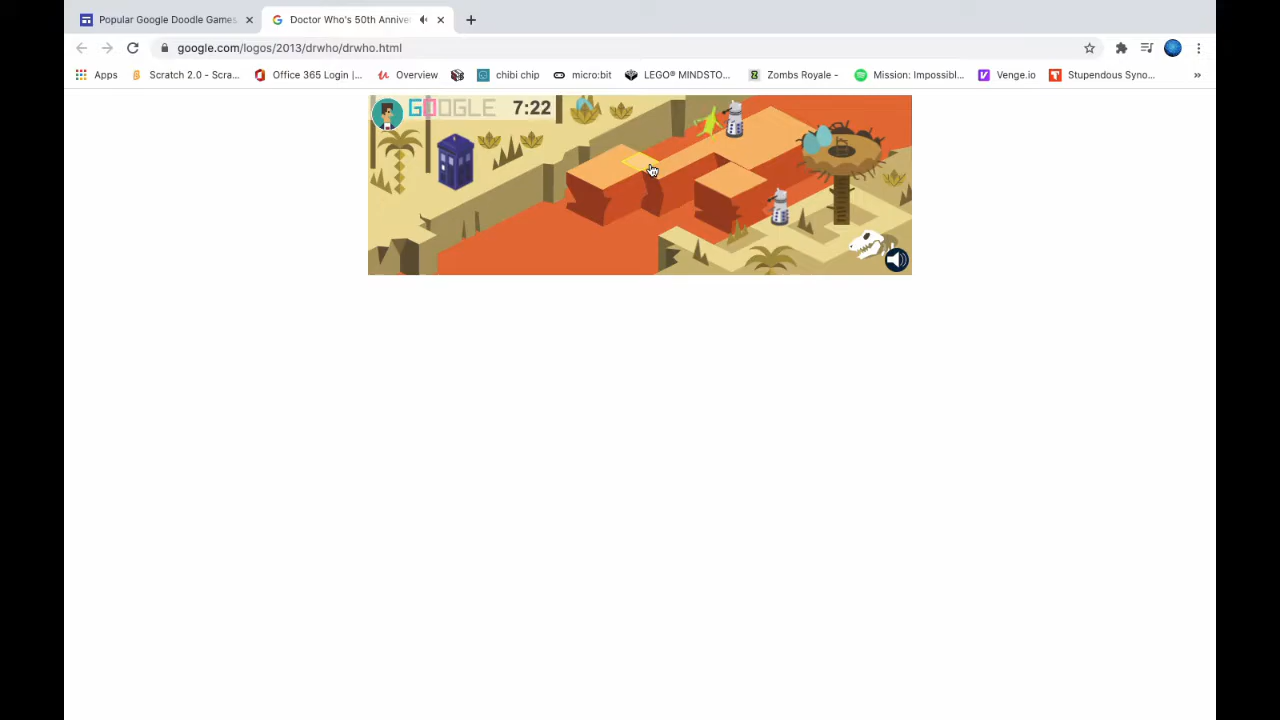 Popular Google Doodle Games
Doctor Who's 50th Anniver
google.com/logos/2013/drwho/drwho.html
Apps
Scratch 2.0 - Scra...
Office 365 Login |...
Overview
chibi chip
micro:bit
LEGO® MINDSTO...
Zombs Royale -
Mission: Impossibl...
Venge.io
Stupendous Syno...
GOOGLE 7:22